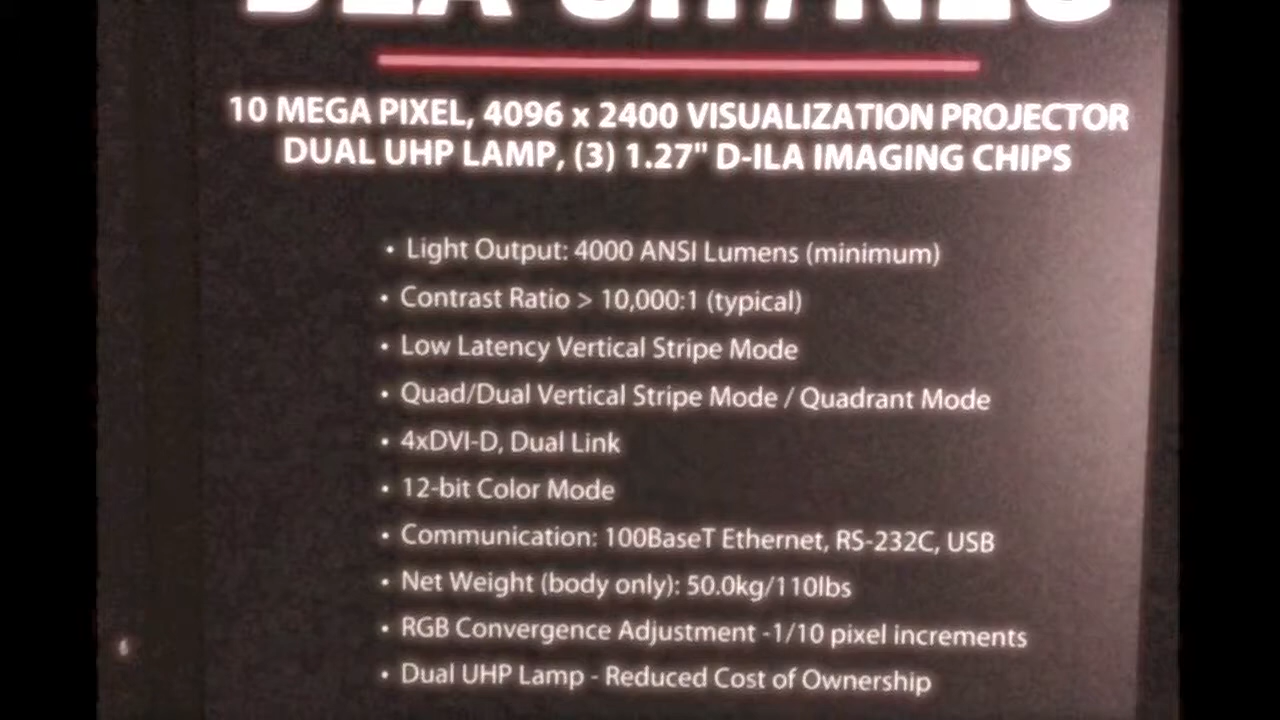 10 MEGA PIXEL, 4096 x 2400 VISUALIZATION PROJECTOR
DUAL UHP LAMP, (3) 1.27" D-ILA IMAGING CHIPS
• Light Output: 4000 ANSI Lumens (minimum)
• Contrast Ratio > 10,000:1 (typical)
• Low Latency Vertical Stripe Mode
• Quad/Dual Vertical Stripe Mode / Quadrant Mode
• 4xDVI-D, Dual Link
• 12-bit Color Mode
• Communication: 100BaseT Ethernet, RS-232C, USB
• Net Weight (body only): 50.0kg/110lbs
• RGB Convergence Adjustment -1/10 pixel increments
• Dual UHP Lamp - Reduced Cost of Ownership